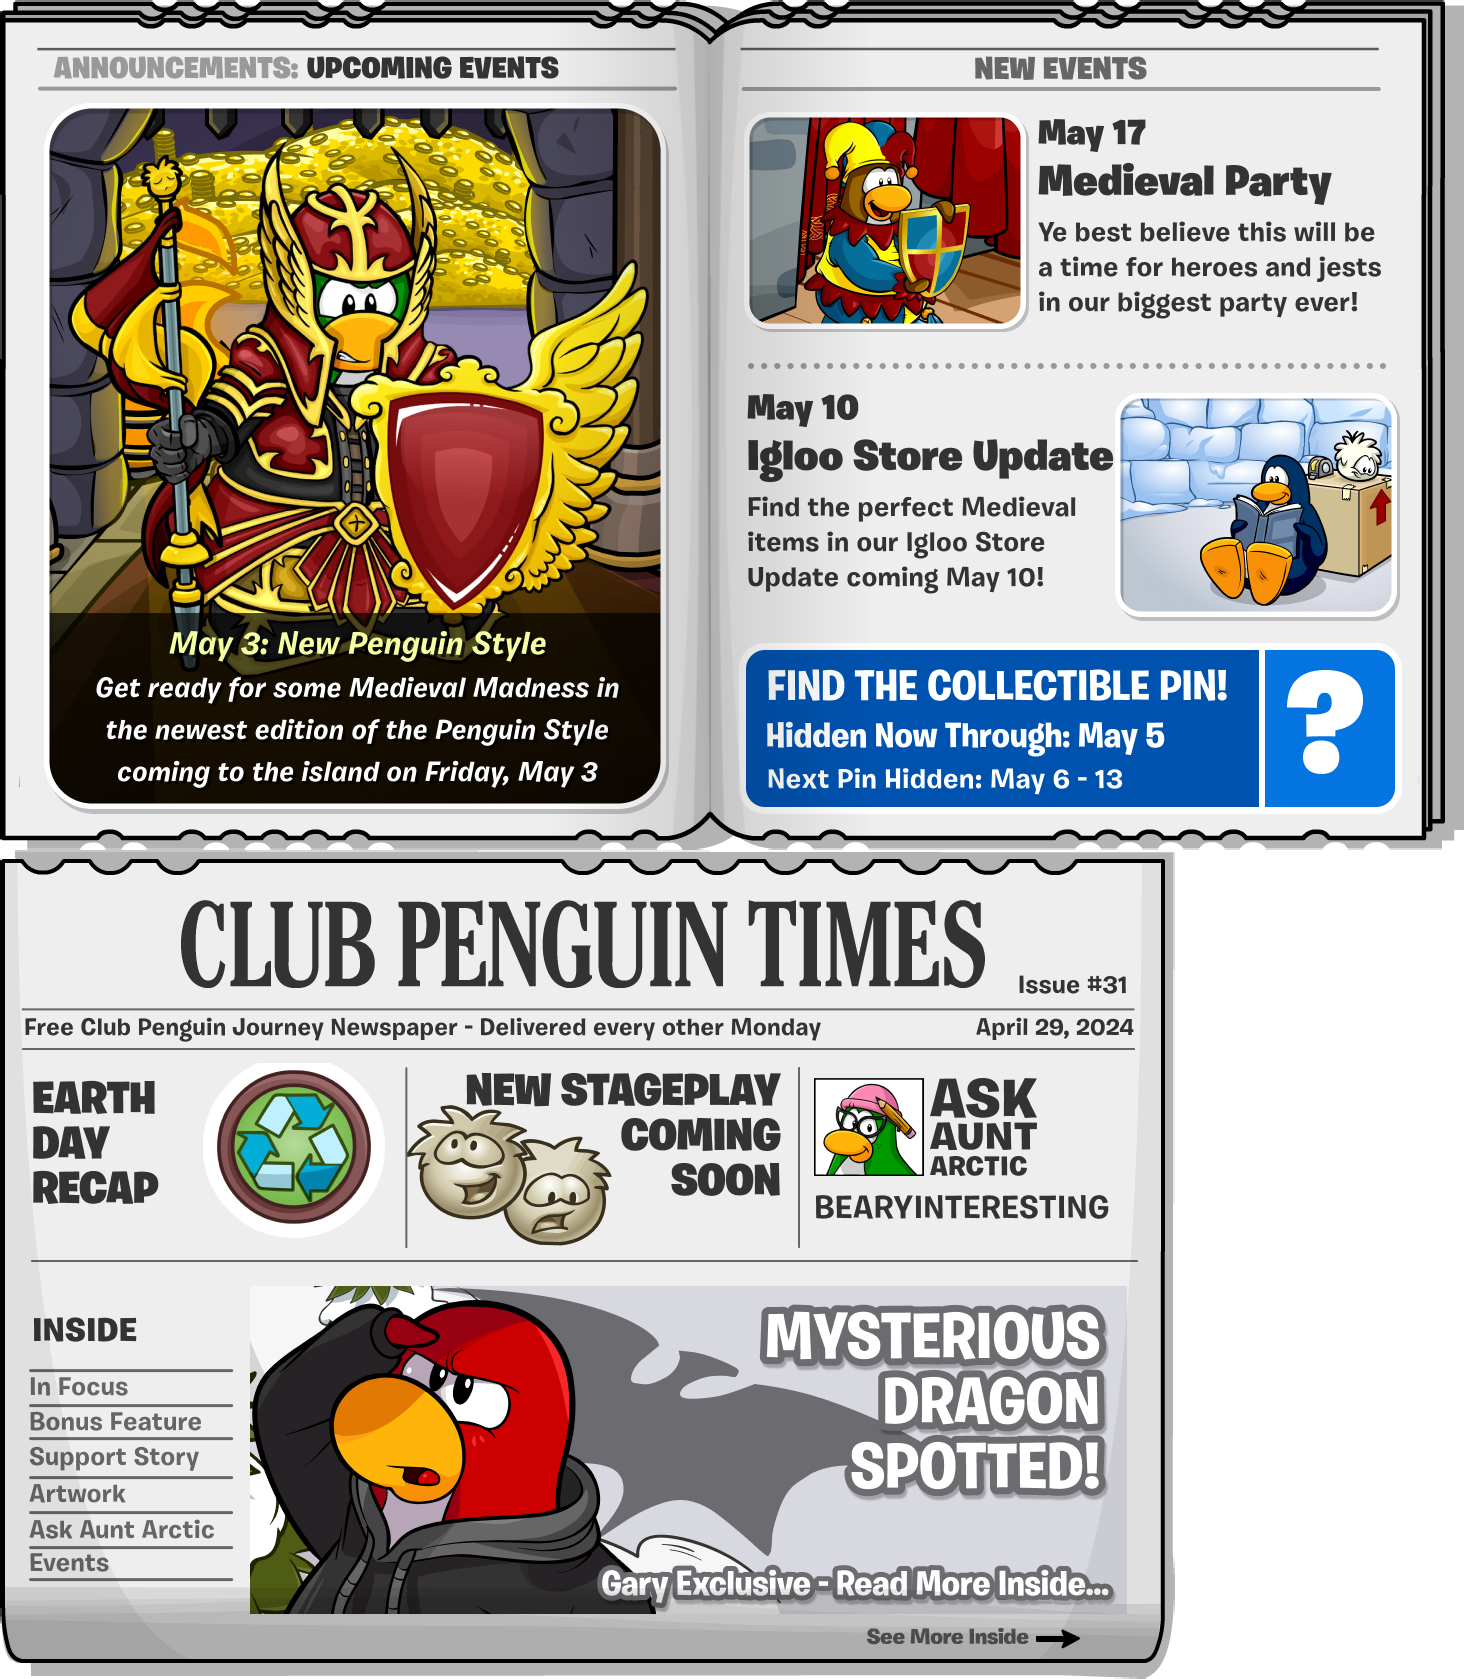 ANNOUNCEMENTS: UPCOMING EVENTS
May 3: New Penguin Style
Get ready for some Medieval Madness in
the newest edition of the Penguin Style
coming to the island on Friday, May 3
NEW EVENTS
May 17
Medieval Party
Ye best believe this will be
a time for heroes and jests
in our biggest party ever!
May 10
Igloo Store Update
Find the perfect Medieval
items in our Igloo Store
Update coming May 10!
FIND THE COLLECTIBLE PIN!
Hidden Now Through: May 5
Next Pin Hidden: May 6 - 13
?
CLUB PENGUIN TIMES
Issue #31
Free Club Penguin Journey Newspaper - Delivered every other Monday
April 29, 2024
EARTH
DAY
RECAP
NEW STAGEPLAY
COMING
SOON
ASK
AUNT
ARCTIC
BEARYINTERESTING
INSIDE
In Focus
Bonus Feature
Support Story
Artwork
Ask Aunt Arctic
Events
MYSTERIOUS
DRAGON
SPOTTED!
Gary Exclusive - Read More Inside...
See More Inside